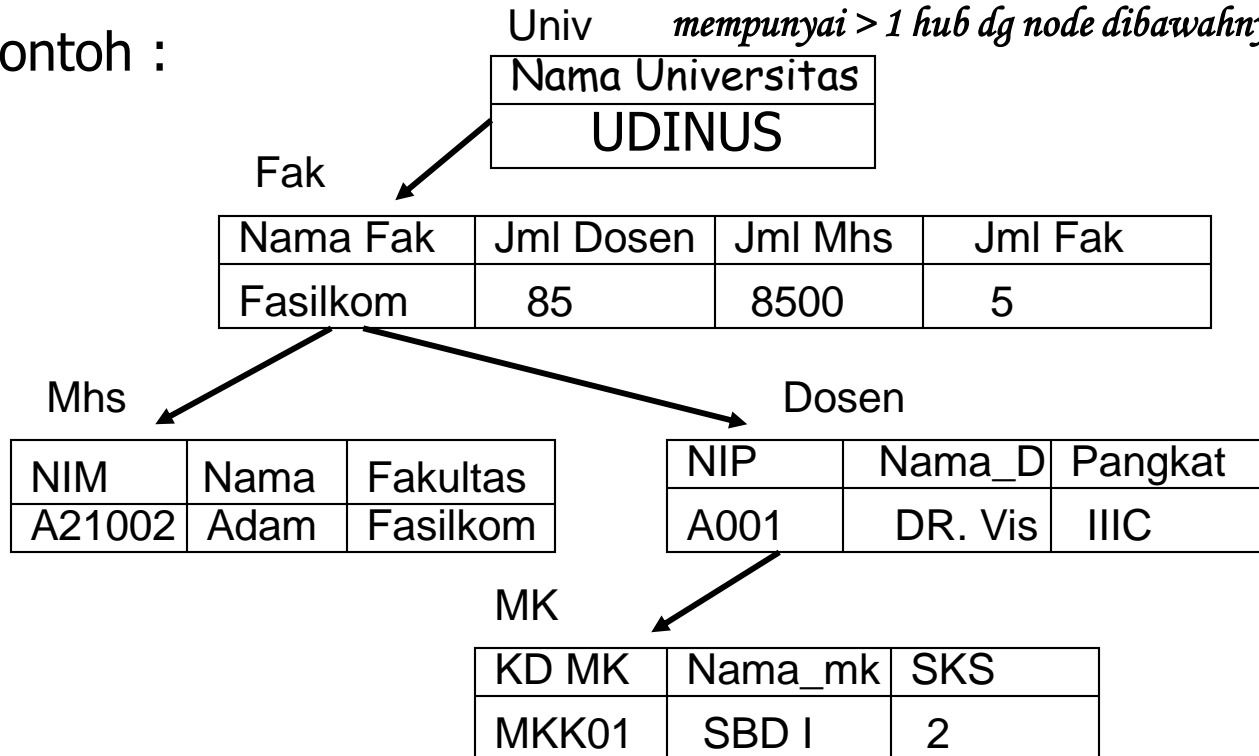 ontoh :
Univ
mempunyai > 1 hub dg node dibawahny
Nama Universitas
UDINUS
Fak
Nama Fak Jml Dosen Jml Mhs Jml Fak
Fasilkom 85 8500 5
Mhs
Dosen
NIM Nama Fakultas
A21002 Adam Fasilkom
NIP Nama_D Pangkat
A001 DR. Vis IIIC
MK
KD MK Nama_mk SKS
MKK01 SBD I 2